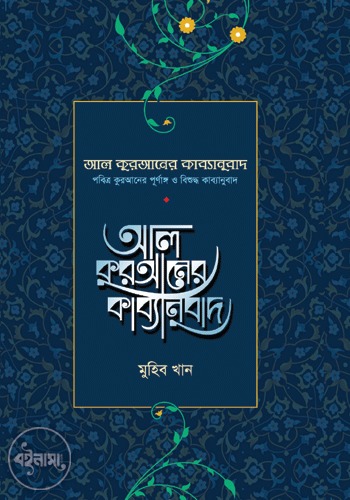 আল কুরআনের কাব্যানুবাদ
পবিত্র কুরআনের পূর্ণাঙ্গ ও বিশুদ্ধ কাব্যানুবাদ
আল
কুরআনের
কাব্যানুবাদ
মুহিব খান
বইনামা